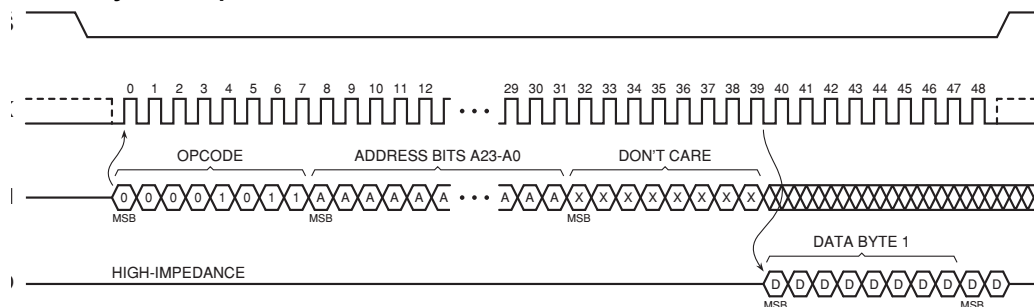 0 1 2 3 4 5 6 7 8 9 10 11 12 29 30 31 32 33 34 35 36 37 38 39 40 41 42 43 44 45 46 47 48
OPCODE ADDRESS BITS A23-A0 DON'T CARE
0 0 0 0 1 0 1 1 A A A A A A A A A X X X X X X X X
MSB MSB MSB
DATA BYTE 1
HIGH-IMPEDANCE
D D D D D D D D D D
MSB MSB